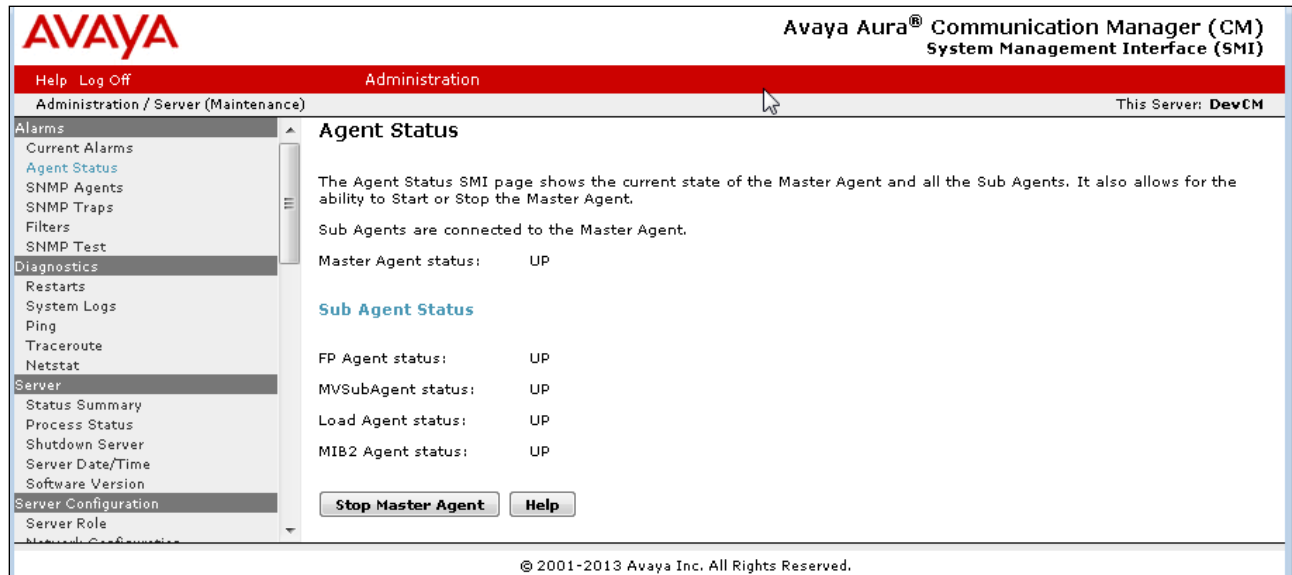 AVAYA
Avaya Aura® Communication Manager (CM)
System Management Interface (SMI)
Help Log Off
Administration
Administration / Server (Maintenance)
This Server: DevCM
Alarms
Current Alarms
Agent Status
SNMP Agents
SNMP Traps
Filters
SNMP Test
Diagnostics
Restarts
System Logs
Ping
Traceroute
Netstat
Server
Status Summary
Process Status
Shutdown Server
Server Date/Time
Software Version
Server Configuration
Server Role
Network Configuration
Agent Status
The Agent Status SMI page shows the current state of the Master Agent and all the Sub Agents. It also allows for the
ability to Start or Stop the Master Agent.
Sub Agents are connected to the Master Agent.
Master Agent status: UP
Sub Agent Status
FP Agent status: UP
MVSubAgent status: UP
Load Agent status: UP
MIB2 Agent status: UP
Stop Master Agent
Help
© 2001-2013 Avaya Inc. All Rights Reserved.